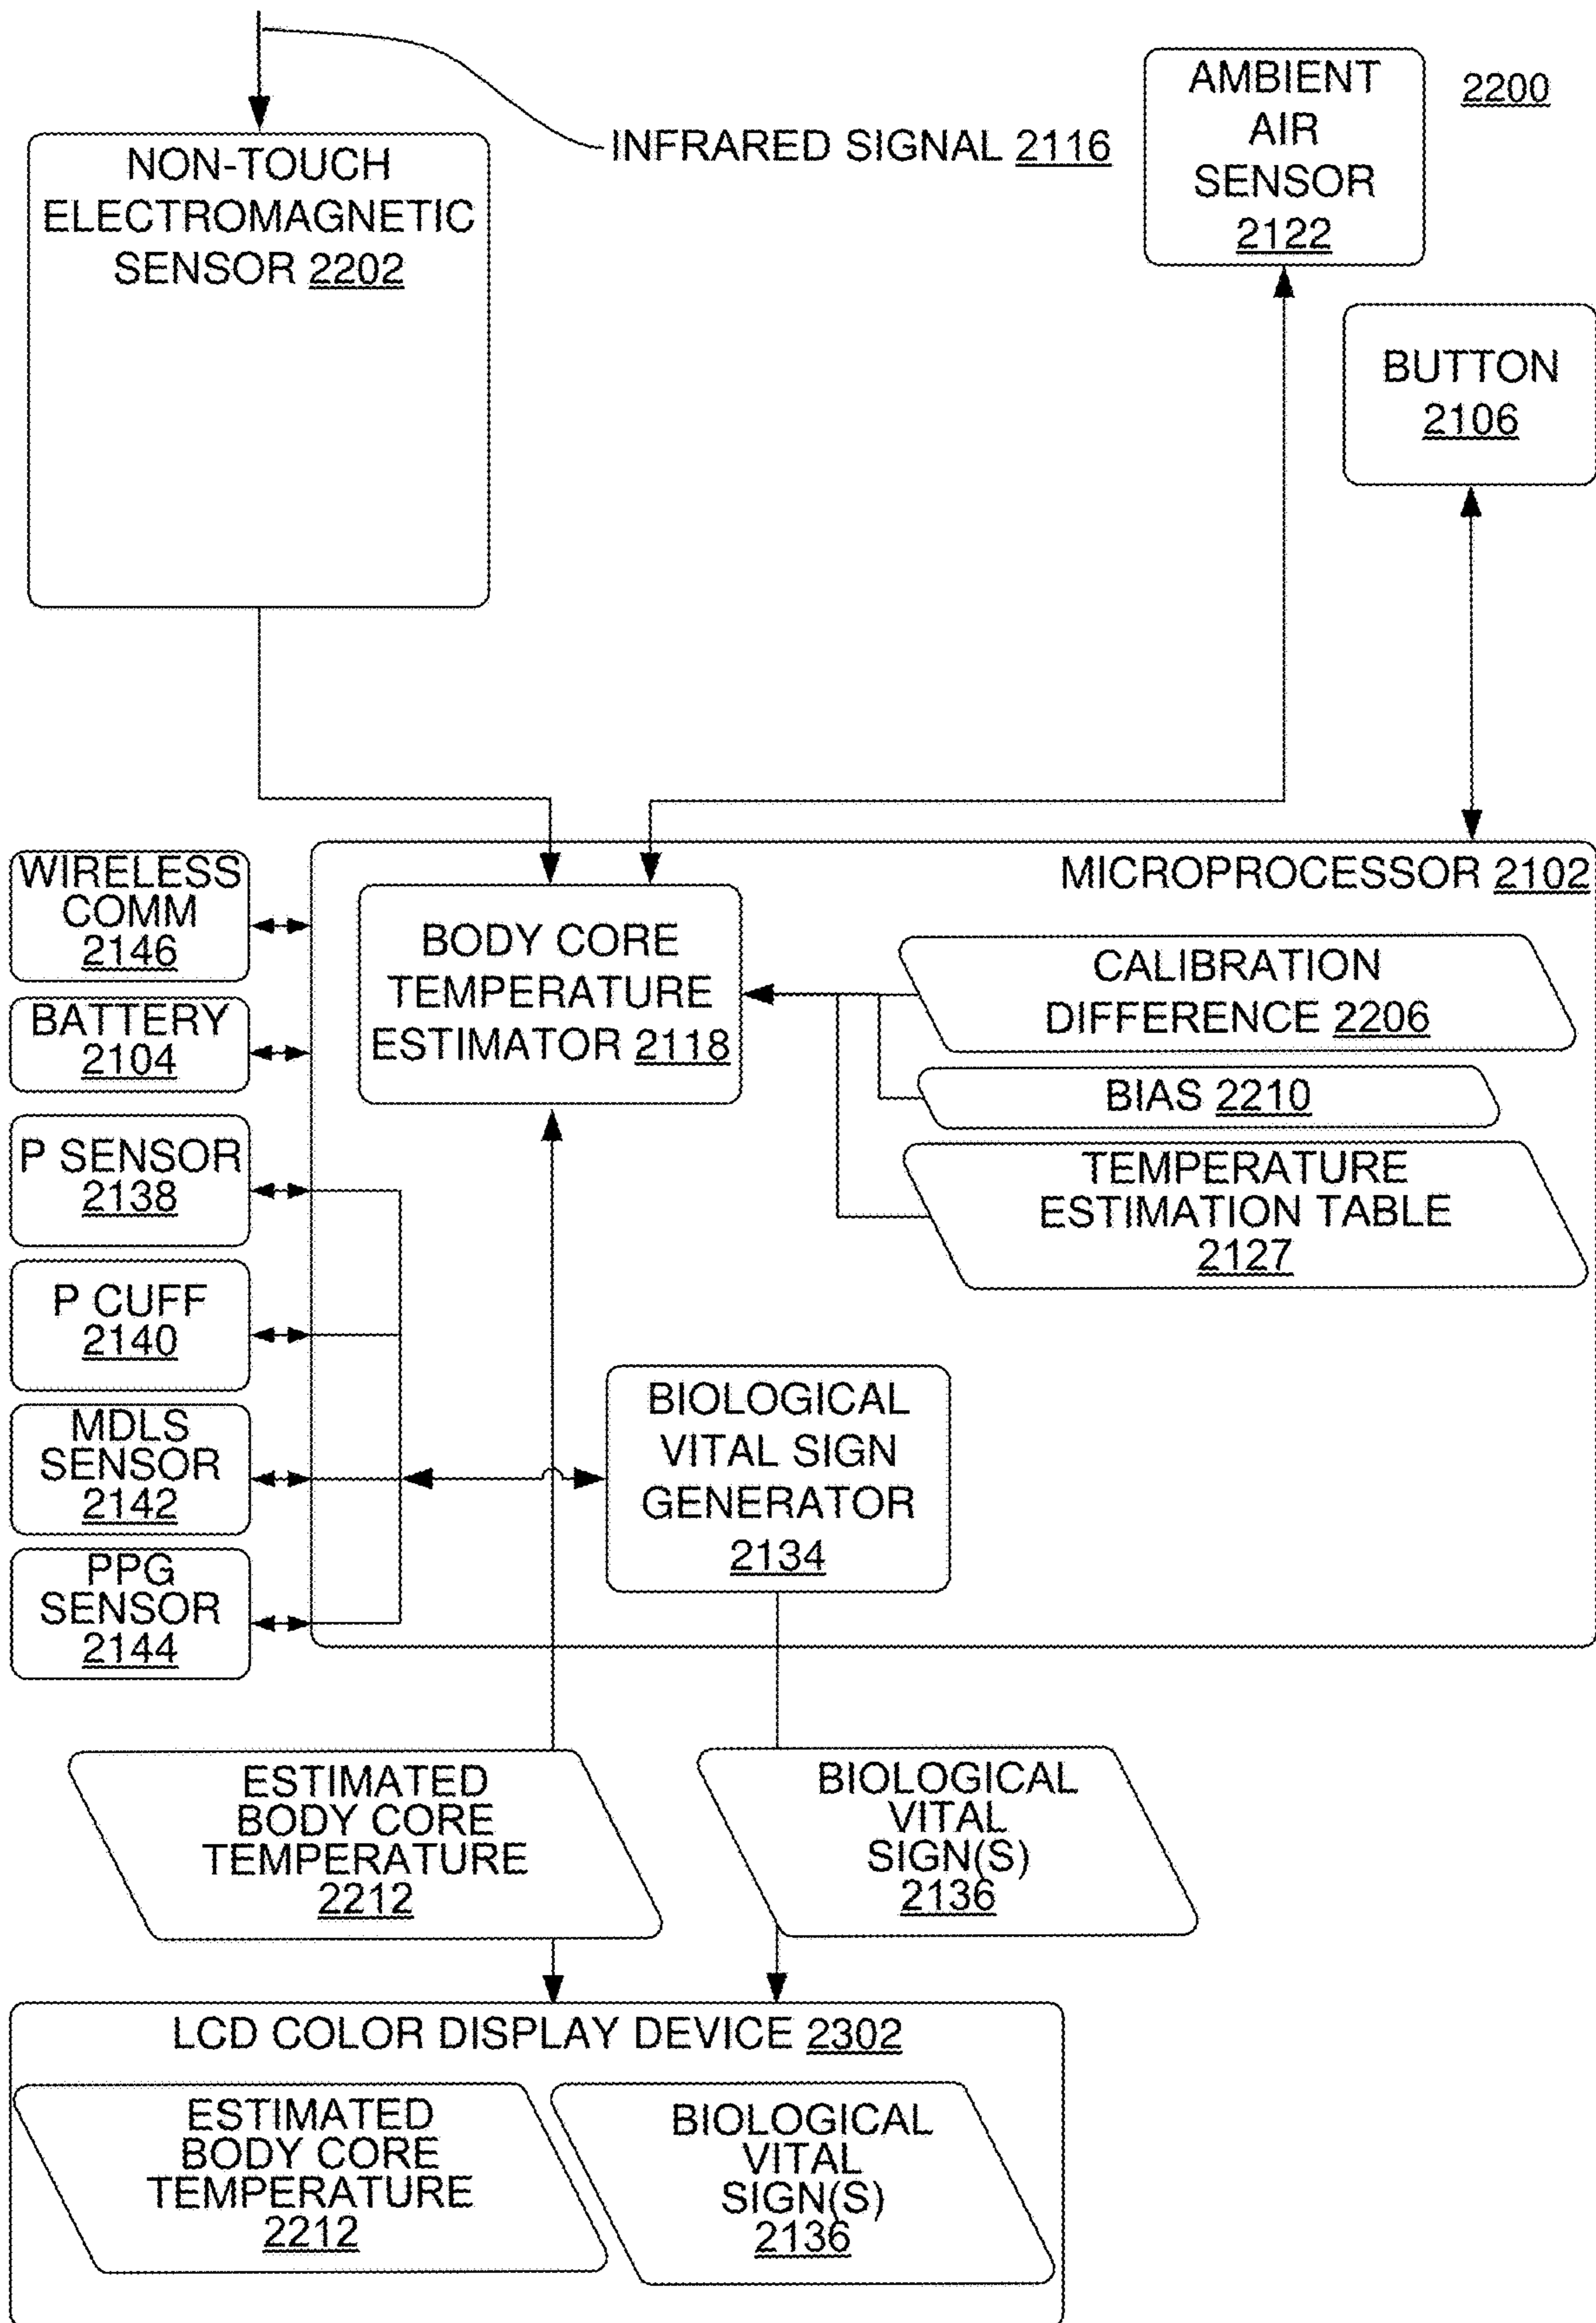 2200
INFRARED SIGNAL 2116
NON-TOUCH
ELECTROMAGNETIC
SENSOR 2202
AMBIENT
AIR
SENSOR
2122
BUTTON
2106
MICROPROCESSOR 2102
WIRELESS
COMM
2146
BATTERY
2104
P SENSOR
2138
P CUFF
2140
MDLS
SENSOR
2142
PPG
SENSOR
2144
BODY CORE
TEMPERATURE
ESTIMATOR 2118
CALIBRATION
DIFFERENCE 2206
BIAS 2210
TEMPERATURE
ESTIMATION TABLE
2127
BIOLOGICAL
VITAL SIGN
GENERATOR
2134
ESTIMATED
BODY CORE
TEMPERATURE
2212
BIOLOGICAL
VITAL
SIGN(S)
2136
LCD COLOR DISPLAY DEVICE 2302
ESTIMATED
BODY CORE
TEMPERATURE
2212
BIOLOGICAL
VITAL
SIGN(S)
2136